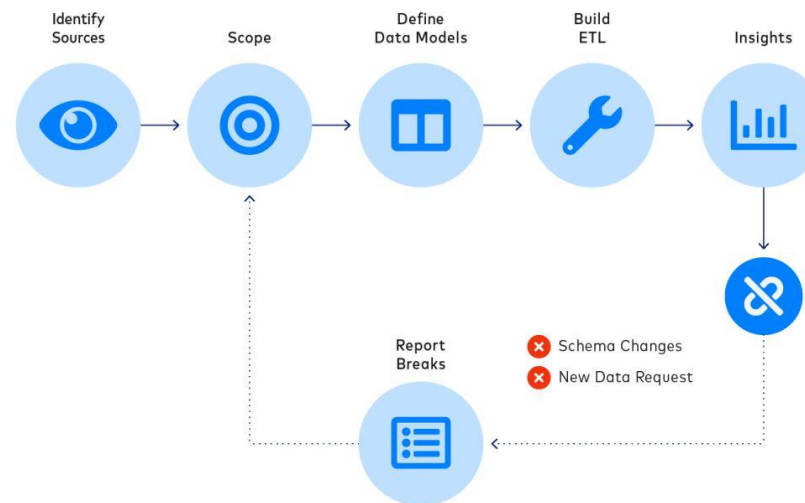 Identify
Sources
Scope
Define
Data Models
Build
ETL
Insights
Report
Breaks
Schema Changes
New Data Request